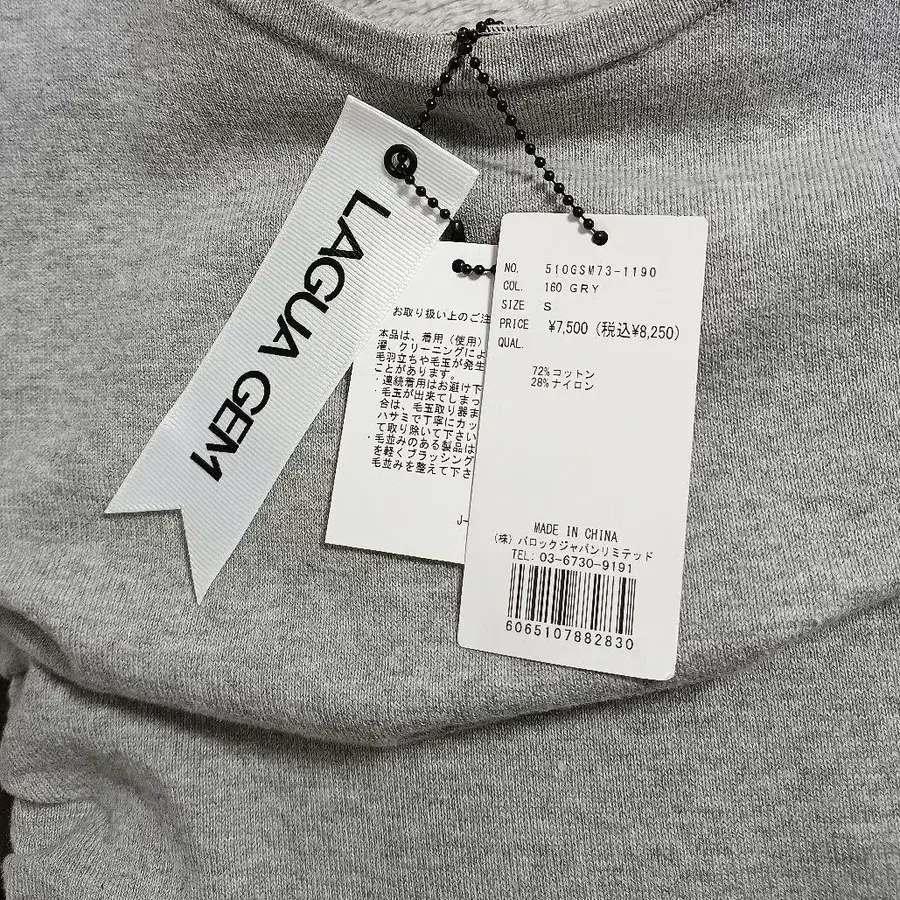 LAGUA GEM
お取り扱い上のご注
本品は、着用（使用）
濯、クリーニングによ
毛羽立ちや毛玉が発生
ことがあります。
・連続着用はお避け下
・毛玉が出来てしまっ
合は、毛玉取り器ま
ハサミで丁寧にカッ
て取り除いて下さい
・毛並みのある製品は
を軽くブラッシング
毛並みを整えて下さ
J-
NO. 510GSM73-1190
COL. 160 GRY
SIZE S
PRICE ¥7,500 (税込¥8,250)
QUAL.
72%コットン
28%ナイロン
MADE IN CHINA
(株) バロックジャパンリミテッド
TEL: 03-6730-9191
6065107882830